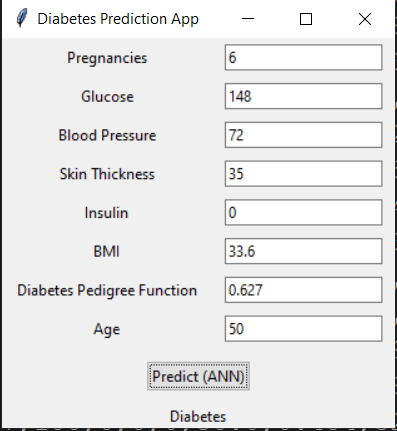 Diabetes Prediction App
Pregnancies 6
Glucose 148
Blood Pressure 72
Skin Thickness 35
Insulin 0
BMI 33.6
Diabetes Pedigree Function 0.627
Age 50
Predict (ANN)
Diabetes